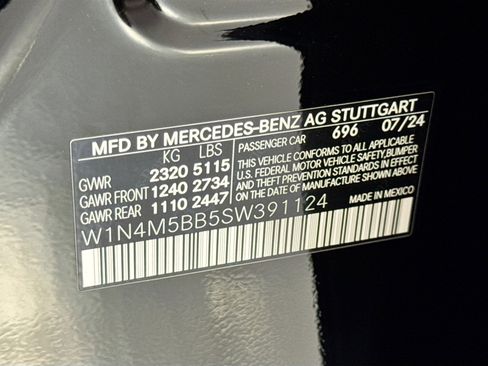 MFD BY MERCEDES-BENZ AG STUTTGART
KG LBS PASSENGER CAR 696 07/24
GVWR 2320 5115
GAWR FRONT 1240 2734
GAWR REAR 1110 2447
THIS VEHICLE CONFORMS TO ALL APPLICABLE
U.S. FEDERAL MOTOR VEHICLE SAFETY,BUMPER
AND THEFT PREVENTION STANDARDS IN EFFECT
ON THE DATE OF MANUFACTURE SHOWN ABOVE.
W1N4M5BB5SW391124 MADE IN MEXICO